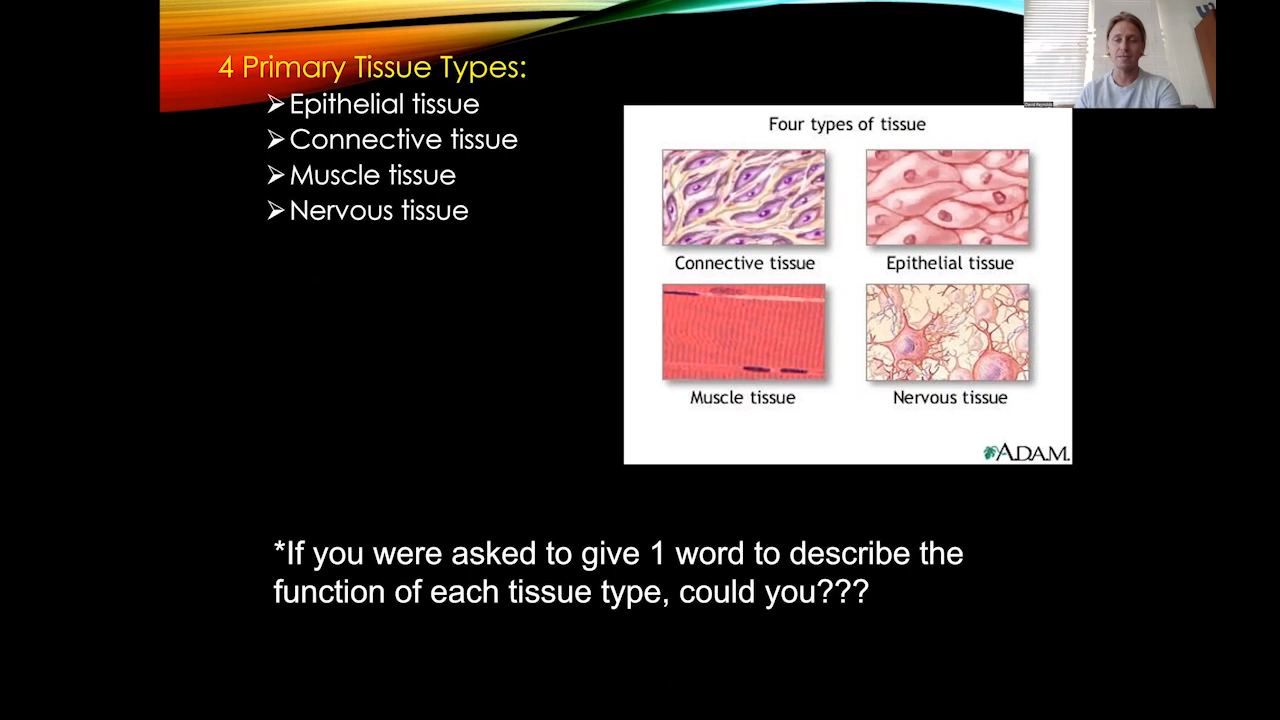 4 Primary Tissue Types:
➢Epithelial tissue
➢Connective tissue
➢Muscle tissue
➢Nervous tissue
Four types of tissue
Connective tissue
Epithelial tissue
Muscle tissue
Nervous tissue
A.D.A.M.
*If you were asked to give 1 word to describe the
function of each tissue type, could you???
David Reynolds